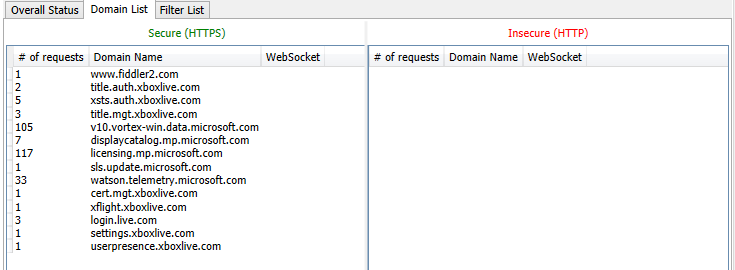 Overall Status Domain List Filter List
Secure (HTTPS) Insecure (HTTP)
# of requests Domain Name WebSocket # of requests Domain Name WebSocket
1 www.fiddler2.com
2 title.auth.xboxlive.com
5 xsts.auth.xboxlive.com
3 title.mgt.xboxlive.com
105 v10.vortex-win.data.microsoft.com
7 displaycatalog.mp.microsoft.com
117 licensing.mp.microsoft.com
1 sls.update.microsoft.com
33 watson.telemetry.microsoft.com
1 cert.mgt.xboxlive.com
1 xflight.xboxlive.com
3 login.live.com
1 settings.xboxlive.com
1 userpresence.xboxlive.com